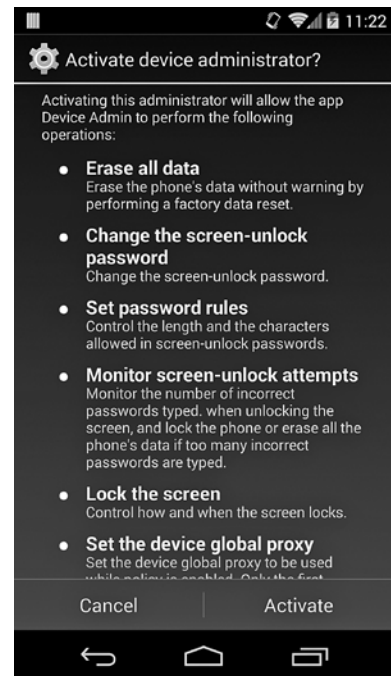 11:22
Activate device administrator?
Activating this administrator will allow the app
Device Admin to perform the following
operations:
Erase all data
Erase the phone's data without warning by
performing a factory data reset.
Change the screen-unlock
password
Change the screen-unlock password.
Set password rules
Control the length and the characters
allowed in screen-unlock passwords.
Monitor screen-unlock attempts
Monitor the number of incorrect
passwords typed. when unlocking the
screen, and lock the phone or erase all the
phone's data if too many incorrect
passwords are typed.
Lock the screen
Control how and when the screen locks.
Set the device global proxy
Set the device global proxy to be used
while policy is enabled. Only the first
Cancel
Activate